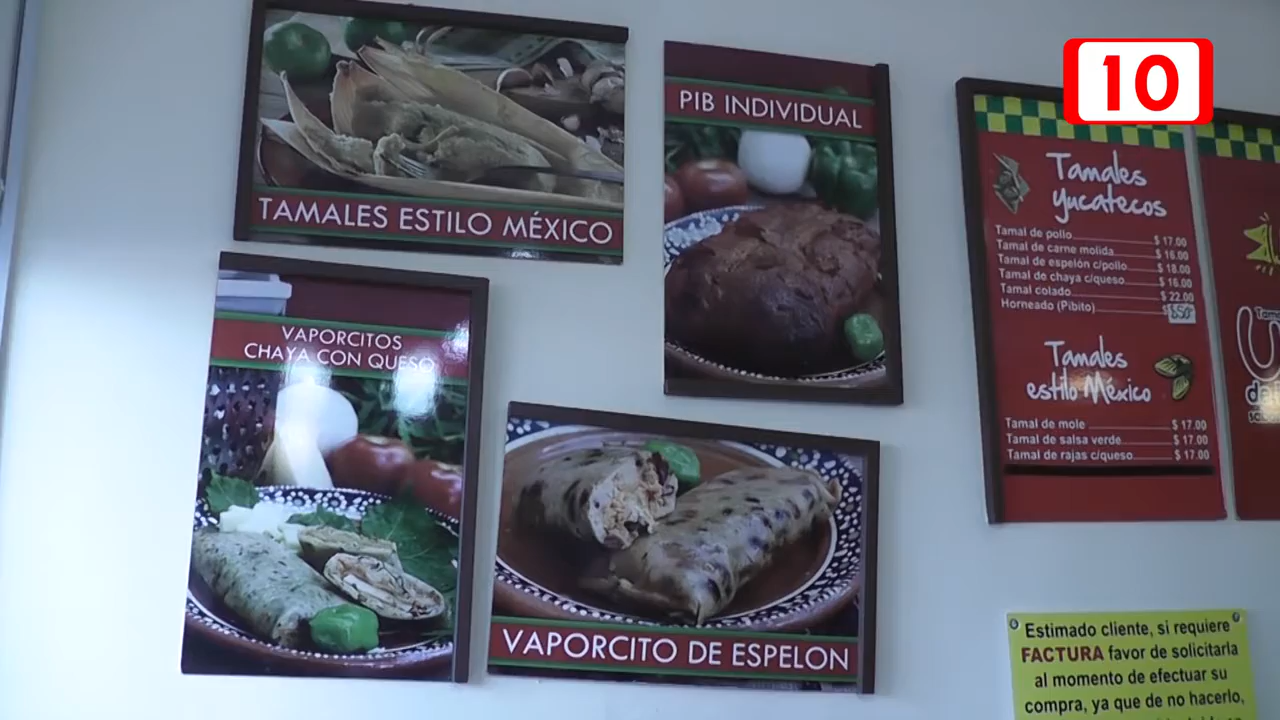 10
TAMALES ESTILO MÉXICO
PIB INDIVIDUAL
VAPORCITOS
CHAYA CON QUESO
VAPORCITO DE ESPELON
Tamales
yucatecos
Tamal de pollo $ 17.00
Tamal de carne molida $ 16.00
Tamal de espelón c/pollo $ 18.00
Tamal de chaya c/queso $ 16.00
Tamal colado $ 22.00
Horneado (Pibito) $
Tamales
estilo México
Tamal de mole $ 17.00
Tamal de salsa verde $ 17.00
Tamal de rajas c/queso $ 17.00
Estimado cliente, si requiere
FACTURA favor de solicitarla
al momento de efectuar su
compra, ya que de no hacerlo,